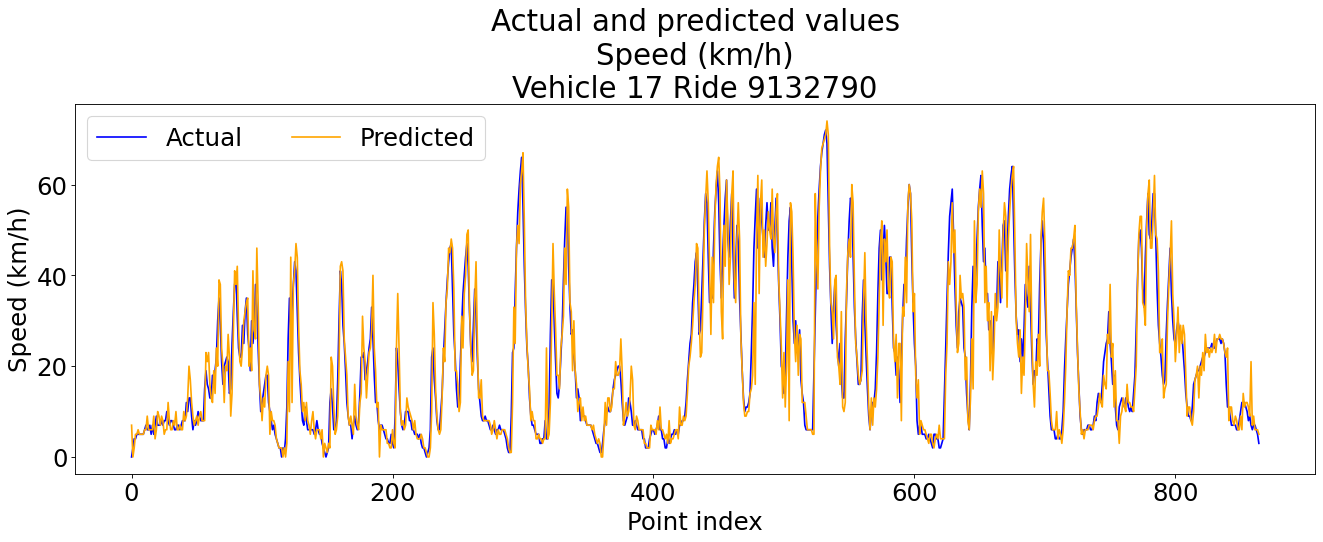 Actual and predicted values
Speed (km/h)
Vehicle 17 Ride 9132790
Actual Predicted
Speed (km/h)
60
40
20
0
0 200 400 600 800
Point index